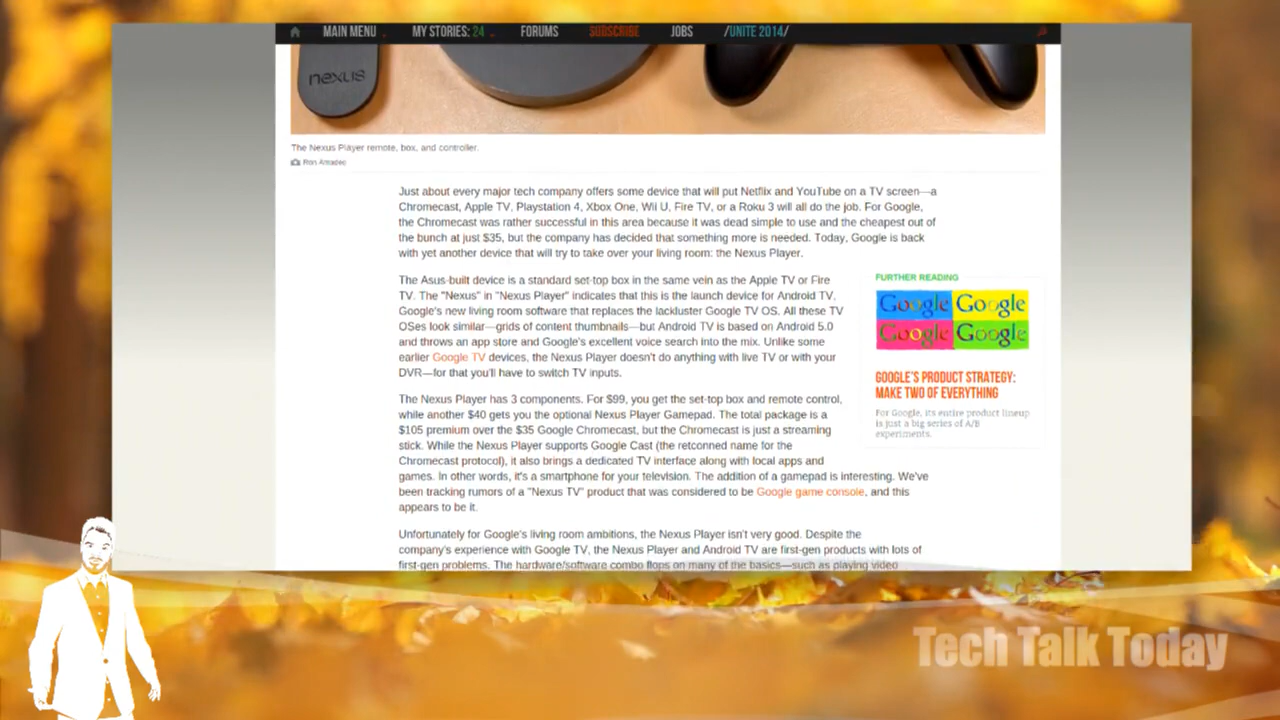 MAIN MENU MY STORIES: 24 FORUMS SUBSCRIBE JOBS /UNITE 2014/
nexus
The Nexus Player remote, box, and controller.
Ron Amadeo
Just about every major tech company offers some device that will put Netflix and YouTube on a TV screen—a
Chromecast, Apple TV, Playstation 4, Xbox One, Wii U, Fire TV, or a Roku 3 will all do the job. For Google,
the Chromecast was rather successful in this area because it was dead simple to use and the cheapest out of
the bunch at just $35, but the company has decided that something more is needed. Today, Google is back
with yet another device that will try to take over your living room: the Nexus Player.
The Asus-built device is a standard set-top box in the same vein as the Apple TV or Fire
TV. The "Nexus" in "Nexus Player" indicates that this is the launch device for Android TV,
Google's new living room software that replaces the lackluster Google TV OS. All these TV
OSes look similar—grids of content thumbnails—but Android TV is based on Android 5.0
and throws an app store and Google's excellent voice search into the mix. Unlike some
earlier Google TV devices, the Nexus Player doesn't do anything with live TV or with your
DVR—for that you'll have to switch TV inputs.
FURTHER READING
Google Google
Google Google
GOOGLE'S PRODUCT STRATEGY:
MAKE TWO OF EVERYTHING
For Google, its entire product lineup
is just a big series of A/B
experiments.
The Nexus Player has 3 components. For $99, you get the set-top box and remote control,
while another $40 gets you the optional Nexus Player Gamepad. The total package is a
$105 premium over the $35 Google Chromecast, but the Chromecast is just a streaming
stick. While the Nexus Player supports Google Cast (the retconned name for the
Chromecast protocol), it also brings a dedicated TV interface along with local apps and
games. In other words, it's a smartphone for your television. The addition of a gamepad is interesting. We've
been tracking rumors of a "Nexus TV" product that was considered to be Google game console, and this
appears to be it.
Unfortunately for Google's living room ambitions, the Nexus Player isn't very good. Despite the
company's experience with Google TV, the Nexus Player and Android TV are first-gen products with lots of
first-gen problems. The hardware/software combo flops on many of the basics—such as playing video
Tech Talk Today